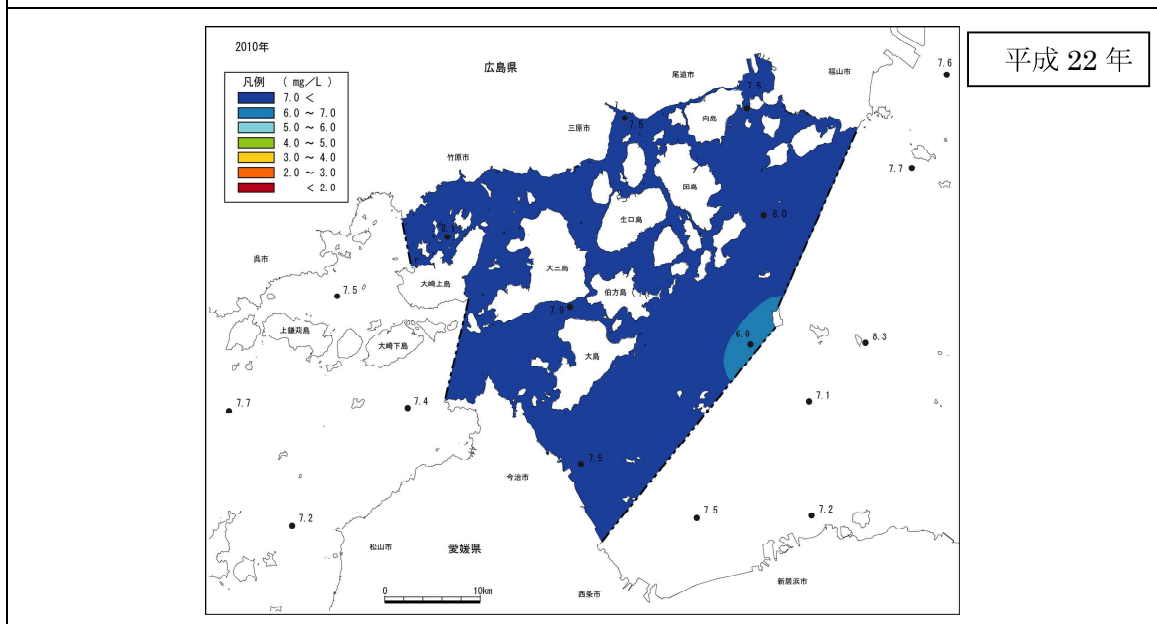 2010年
平成 22 年
凡例 ( mg/L )
7.0 <
6.0 ～ 7.0
5.0 ～ 6.0
4.0 ～ 5.0
3.0 ～ 4.0
2.0 ～ 3.0
< 2.0
広島県
尾道市
福山市
7.6
7.5
向島
7.5
三原市
竹原市
7.7
因島
8.0
生口島
呉市
大三島
大崎上島
伯方島
7.5
7.9
上鎌苅島
大崎下島
大島
8.3
7.7
7.4
7.1
7.5
今治市
7.5
7.2
7.2
松山市
愛媛県
新居浜市
0 10km
西条市